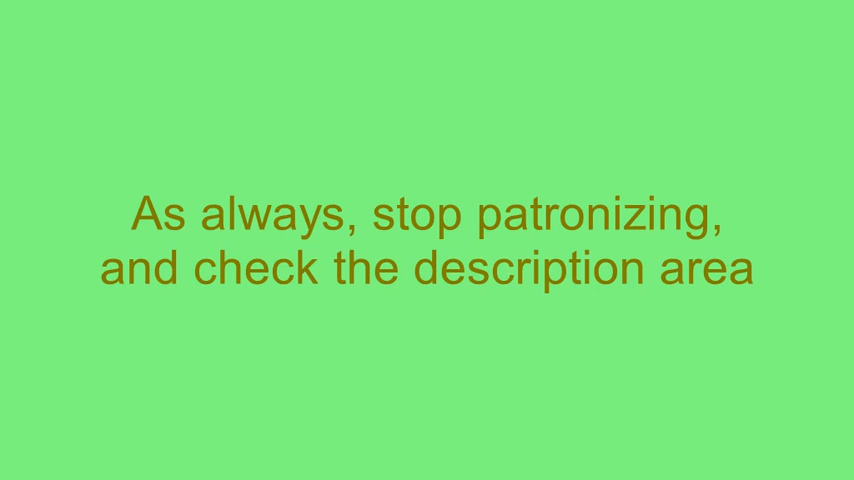 As always, stop patronizing,
and check the description area